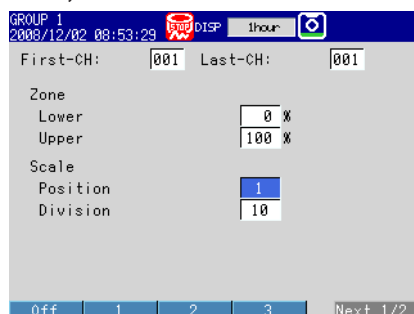 GROUP 1
2008/12/02 08:53:29 STOP DISP 1hour
First-CH: 001 Last-CH: 001
Zone
Lower 0 %
Upper 100 %
Scale
Position 1
Division 10
Off 1 2 3 Next 1/2